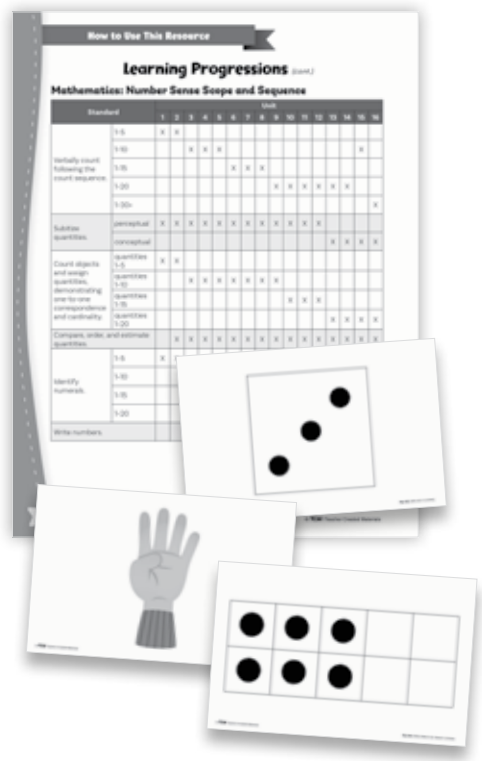 How to Use This Resource
Learning Progressions (cont.)
Mathematics: Number Sense Scope and Sequence
Standard
Unit
1 2 3 4 5 6 7 8 9 10 11 12 13 14 15 16
Verbally count
following the
count sequence.
1-5 X X
1-10 X X X X
1-15 X X X
1-20 X X X X X X
1-30+ X
Subitize
quantities.
perceptual X X X X X X X X X X X X
conceptual X X X X
Count objects
and assign
quantities,
demonstrating
one-to-one
correspondence
and cardinality.
quantities
1-5 X X
quantities
1-10 X X X X X X X
quantities
1-15 X X X
quantities
1-20 X X X X
Compare, order, and estimate
quantities. X X X X X X X X X X X X X X X
Identify
numerals.
1-5 X
1-10
1-15
1-20
Write numbers.
Teacher Created Materials